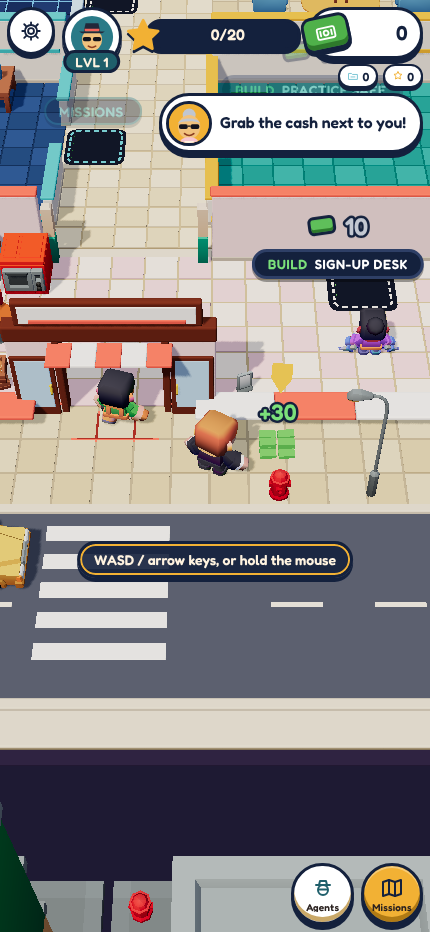 0/20
0
LVL 1
0
0
MISSIONS
BUILD PRACTICE
Grab the cash next to you!
10
BUILD SIGN-UP DESK
+30
WASD / arrow keys, or hold the mouse
Agents
Missions